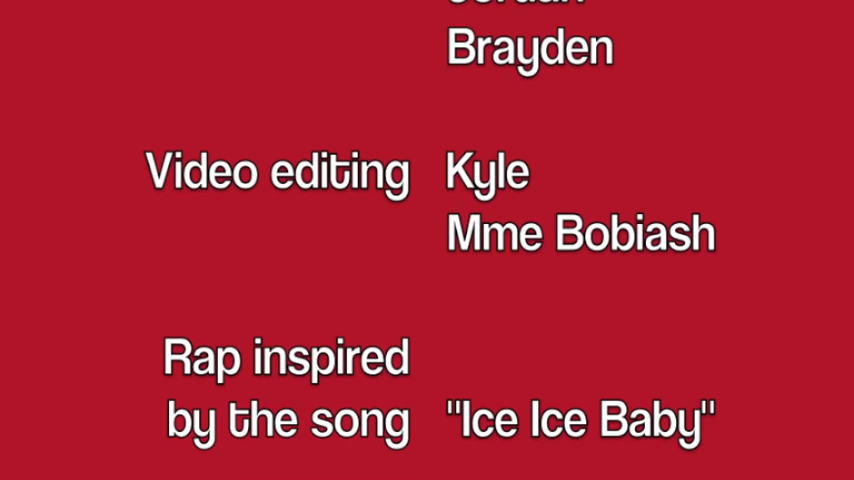 Brayden
Video editing Kyle
Mme Bobiash
Rap inspired
by the song "Ice Ice Baby"